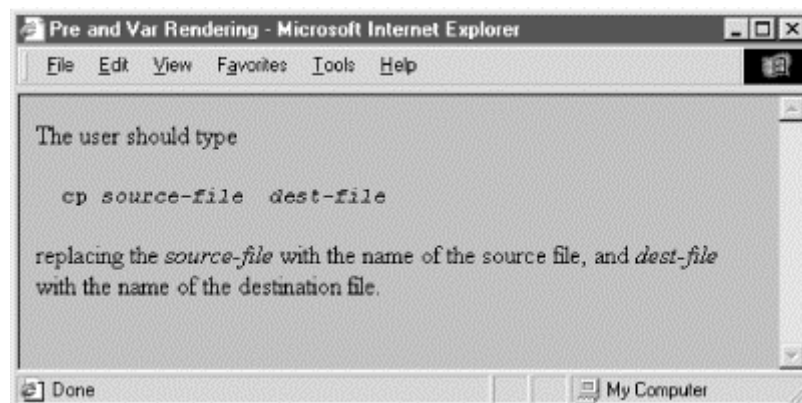 Pre and Var Rendering - Microsoft Internet Explorer
File Edit View Favorites Tools Help
The user should type
cp source-file dest-file
replacing the source-file with the name of the source file, and dest-file
with the name of the destination file.
Done My Computer